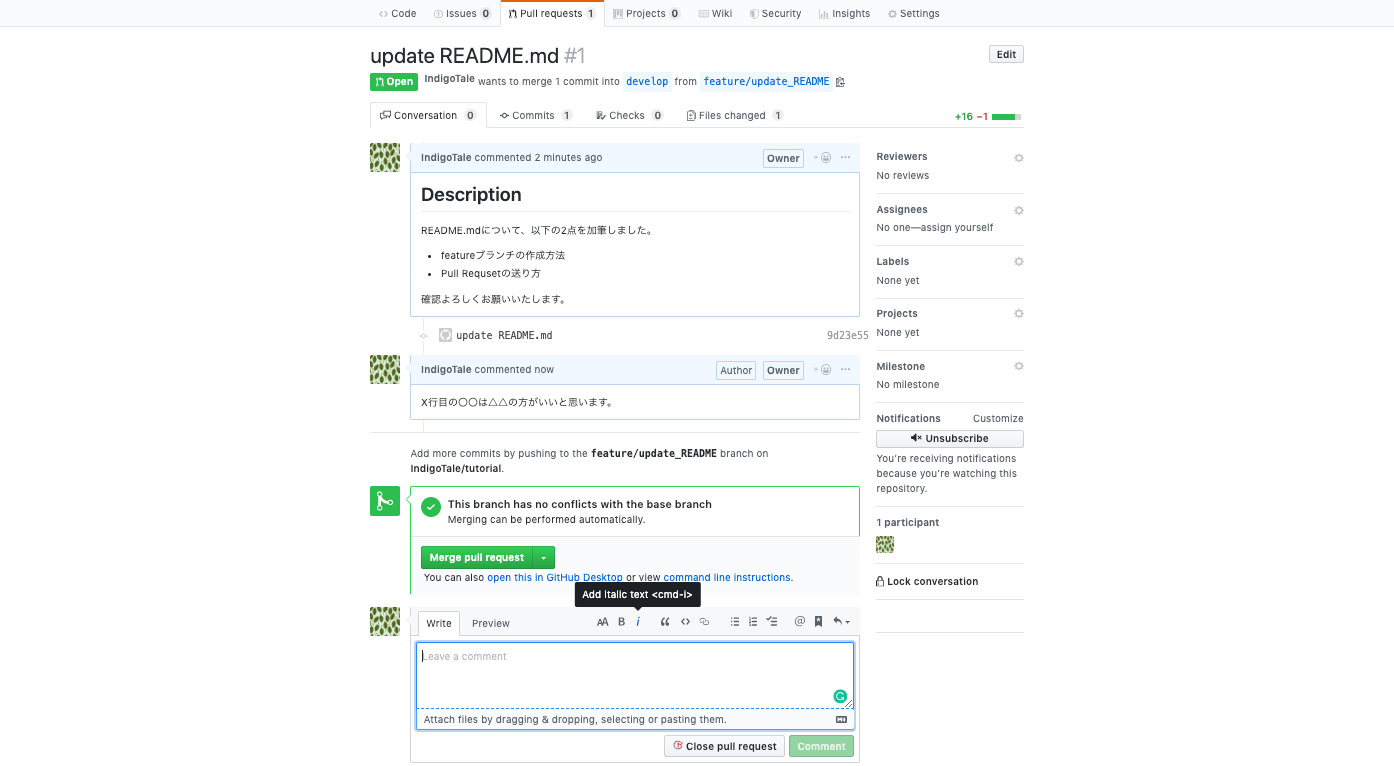 Code Issues 0 Pull requests 1 Projects 0 Wiki Security Insights Settings
update README.md #1 Edit
Open IndigoTale wants to merge 1 commit into develop from feature/update_README
Conversation 0 Commits 1 Checks 0 Files changed 1 +16 −1
IndigoTale commented 2 minutes ago Owner
Description
README.mdについて、以下の2点を加筆しました。
• featureブランチの作成方法
• Pull Requsetの送り方
確認よろしくお願いいたします。
update README.md 9d23e55
IndigoTale commented now Author Owner
X行目の〇〇は△△の方がいいと思います。
Add more commits by pushing to the feature/update_README branch on
IndigoTale/tutorial.
This branch has no conflicts with the base branch
Merging can be performed automatically.
Merge pull request
You can also open this in GitHub Desktop or view command line instructions.
Add italic text <cmd-i>
Write Preview AA B i
Leave a comment
Attach files by dragging & dropping, selecting or pasting them.
Close pull request Comment
Reviewers
No reviews
Assignees
No one—assign yourself
Labels
None yet
Projects
None yet
Milestone
No milestone
Notifications Customize
Unsubscribe
You're receiving notifications
because you're watching this
repository.
1 participant
Lock conversation